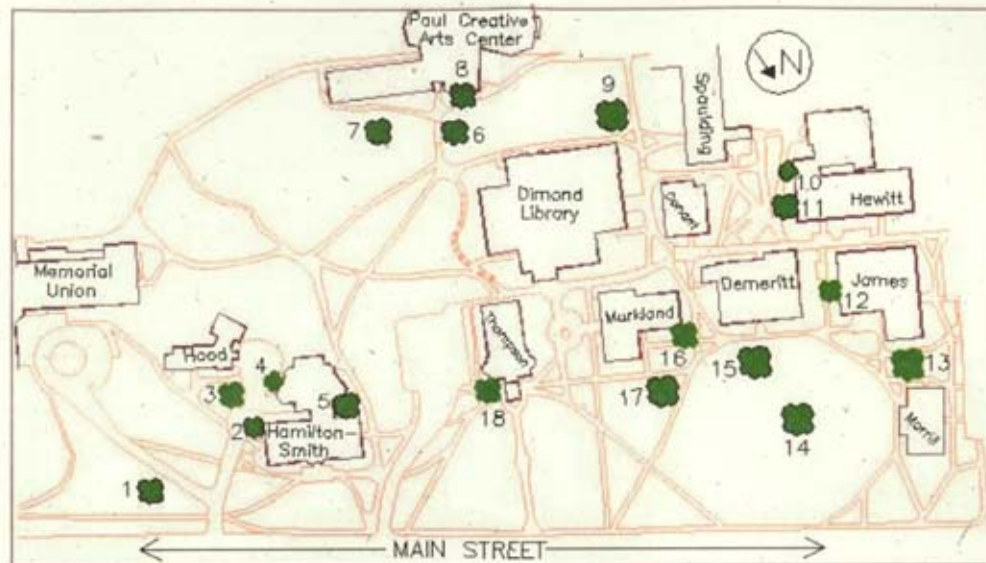 Paul Creative
Arts Center
8
9
N
7
6
Spaulding
10
11
Hewitt
Dimond
Library
Conant
Memorial
Union
Demeritt
James
12
Murkland
Hood
Thompson
16
15
13
4
3
5
17
18
2
Hamilton-
Smith
14
Morrill
1
MAIN STREET